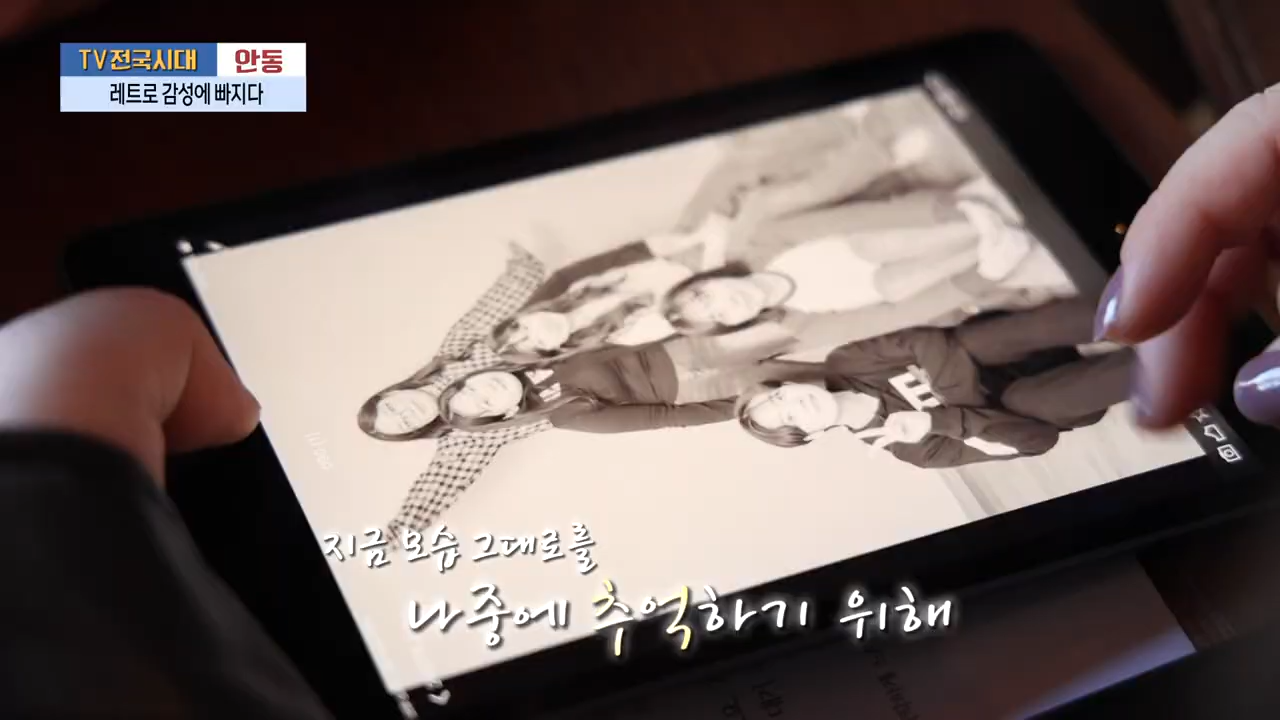 TV전국시대 안동
레트로 감성에 빠지다
지금 모습 그대로를
나중에 추억하기 위해